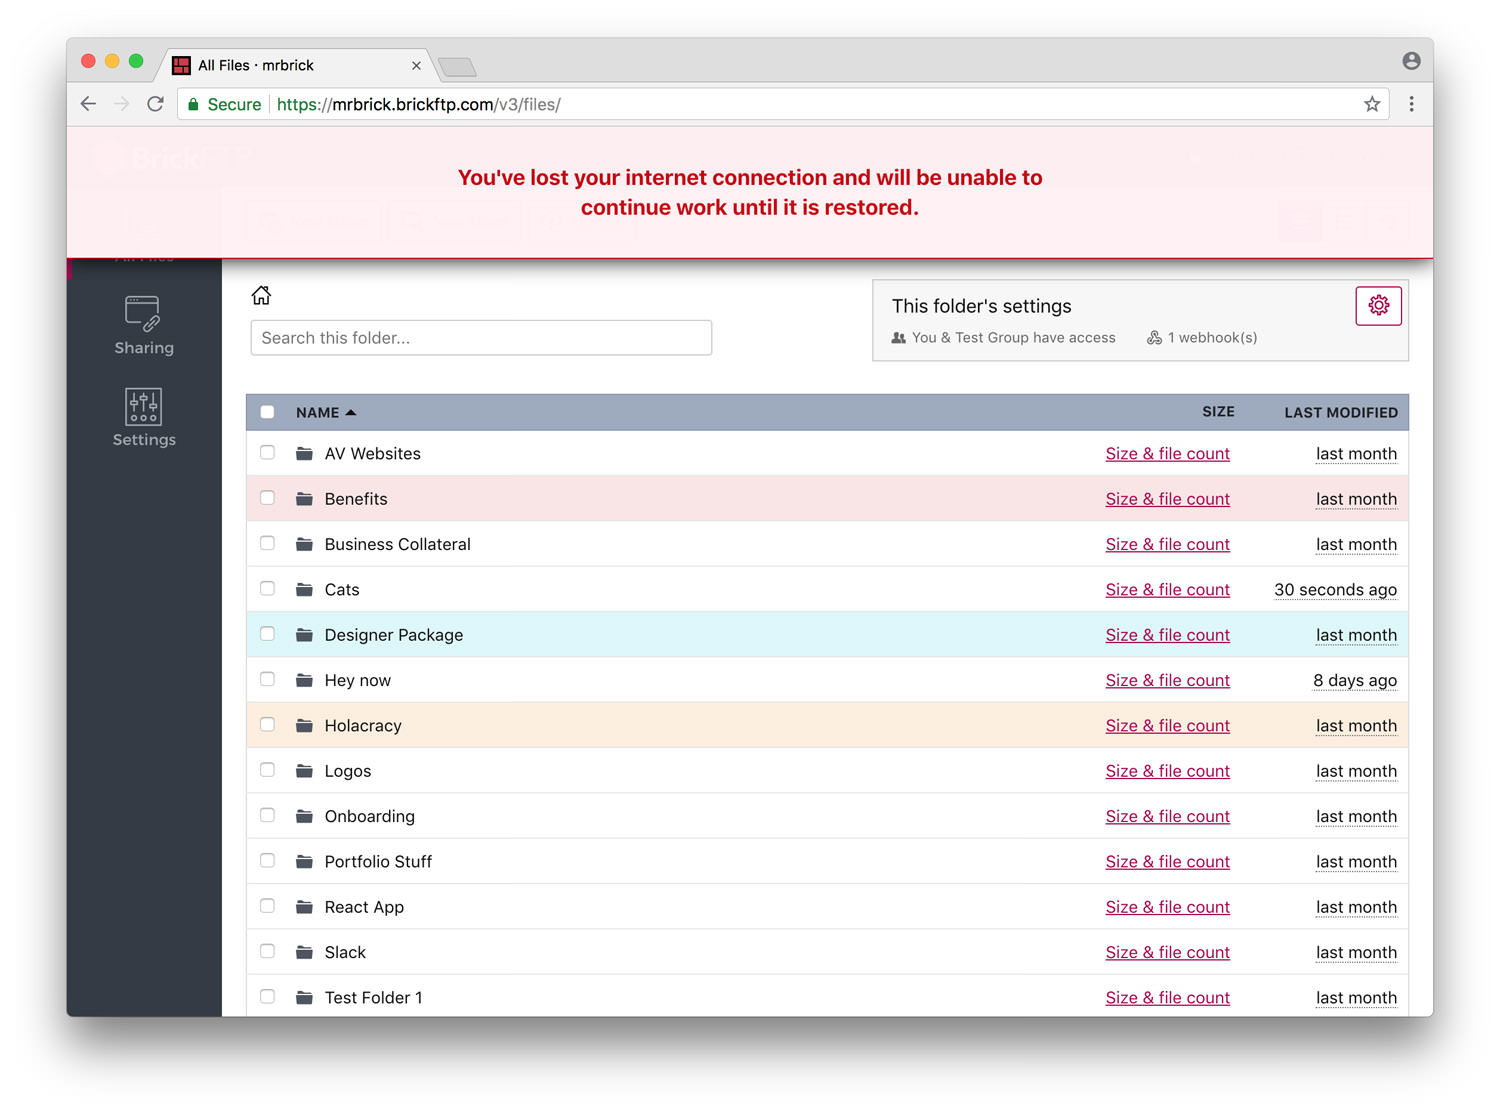 All Files · mrbrick
Secure https://mrbrick.brickftp.com/v3/files/
You've lost your internet connection and will be unable to
continue work until it is restored.
All Files
Sharing
Settings
Search this folder...
This folder's settings
You & Test Group have access 1 webhook(s)
NAME SIZE LAST MODIFIED
AV Websites Size & file count last month
Benefits Size & file count last month
Business Collateral Size & file count last month
Cats Size & file count 30 seconds ago
Designer Package Size & file count last month
Hey now Size & file count 8 days ago
Holacracy Size & file count last month
Logos Size & file count last month
Onboarding Size & file count last month
Portfolio Stuff Size & file count last month
React App Size & file count last month
Slack Size & file count last month
Test Folder 1 Size & file count last month